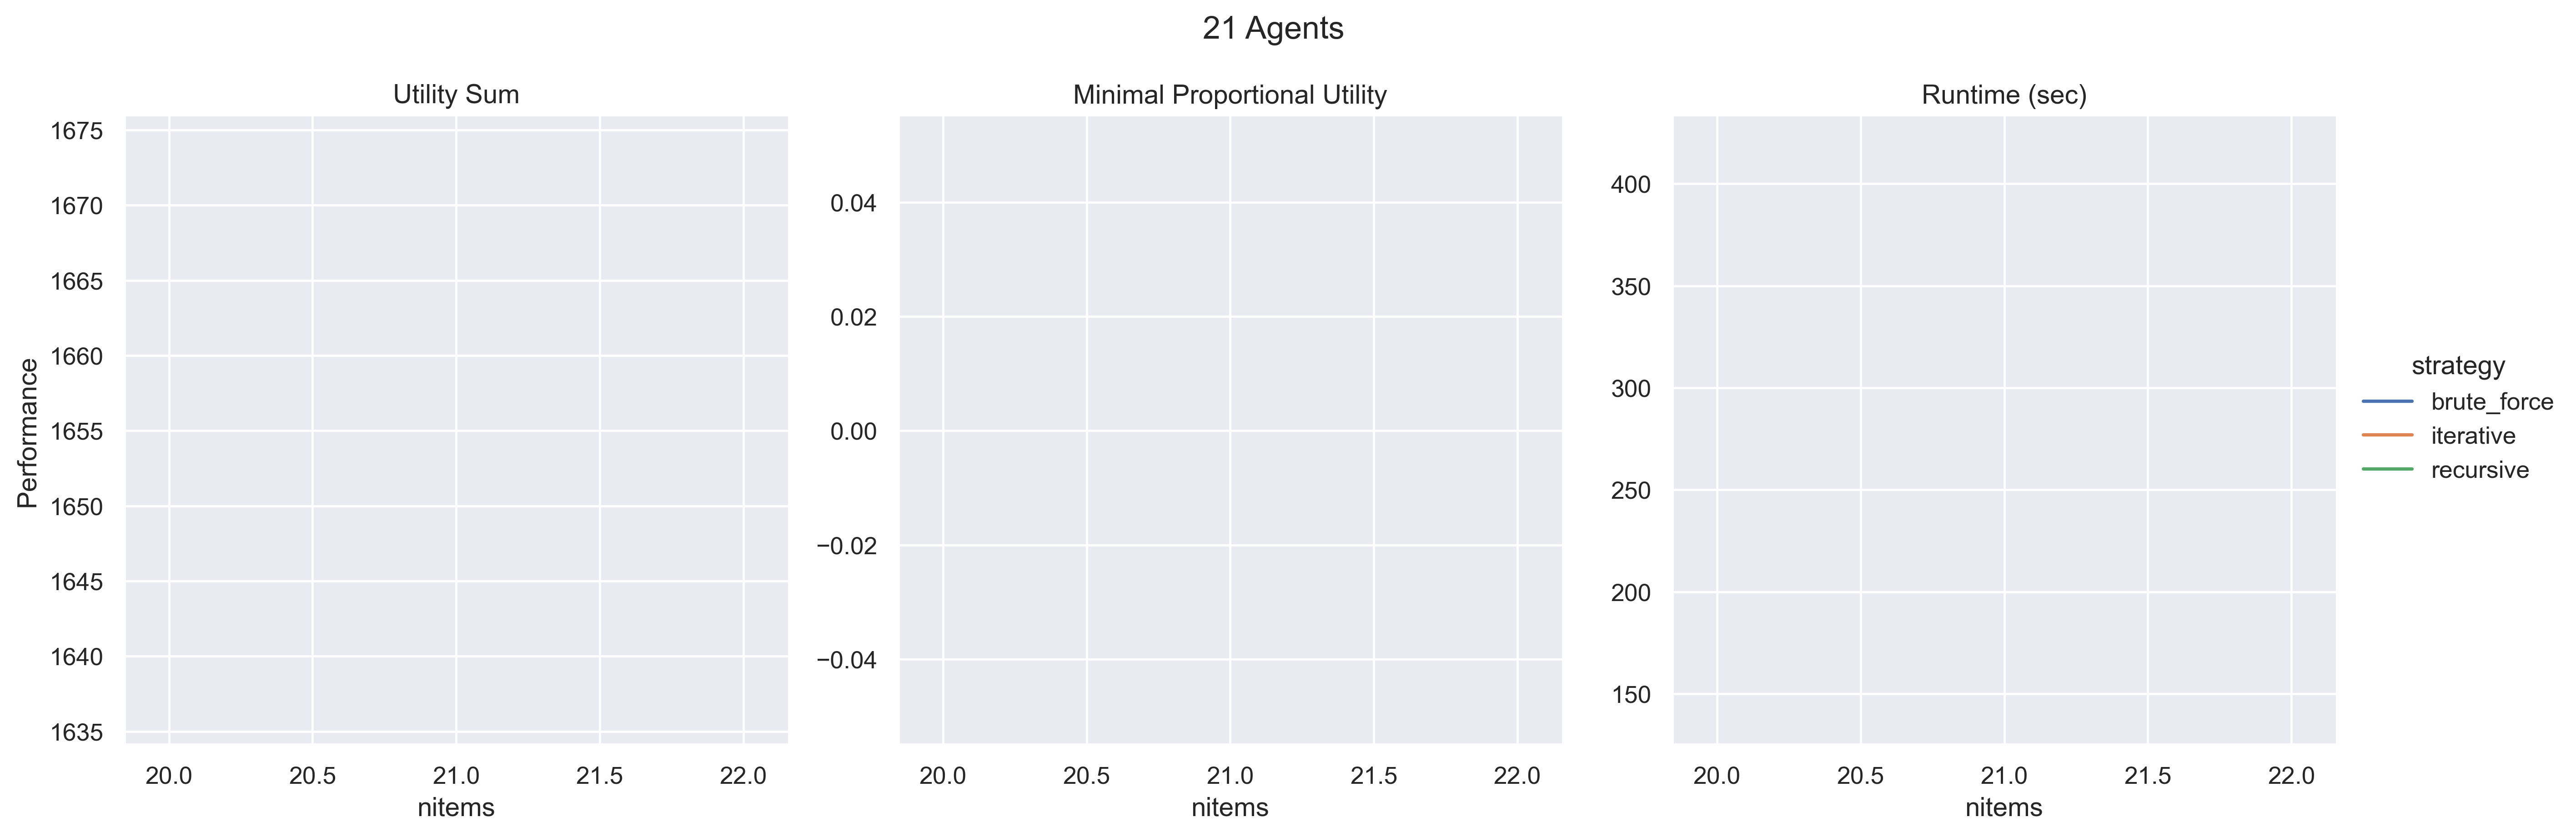 21 Agents
Utility Sum
1675
1670
1665
1660
1655
1650
1645
1640
1635
Performance
20.0 20.5 21.0 21.5 22.0
nitems
Minimal Proportional Utility
0.04
0.02
0.00
−0.02
−0.04
20.0 20.5 21.0 21.5 22.0
nitems
Runtime (sec)
400
350
300
250
200
150
20.0 20.5 21.0 21.5 22.0
nitems
strategy
brute_force
iterative
recursive